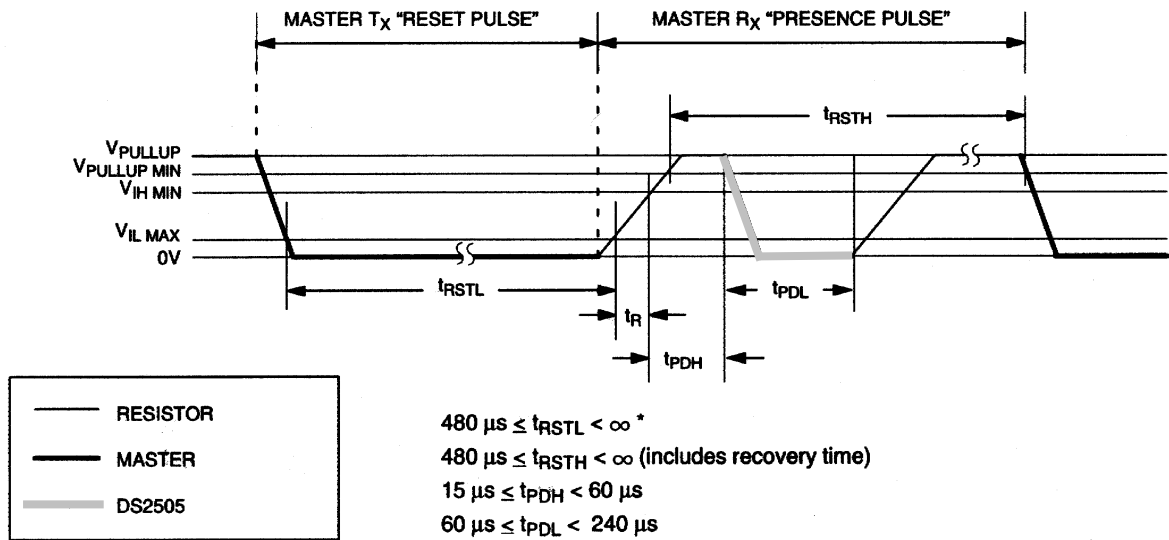 MASTER TX “RESET PULSE”
MASTER RX “PRESENCE PULSE”
tRSTH
VPULLUP
VPULLUP MIN
VIH MIN
VIL MAX
0V
tRSTL
tPDL
tR
tPDH
RESISTOR
MASTER
DS2505
480 μs ≤ tRSTL < ∞ *
480 μs ≤ tRSTH < ∞ (includes recovery time)
15 μs ≤ tPDH < 60 μs
60 μs ≤ tPDL < 240 μs